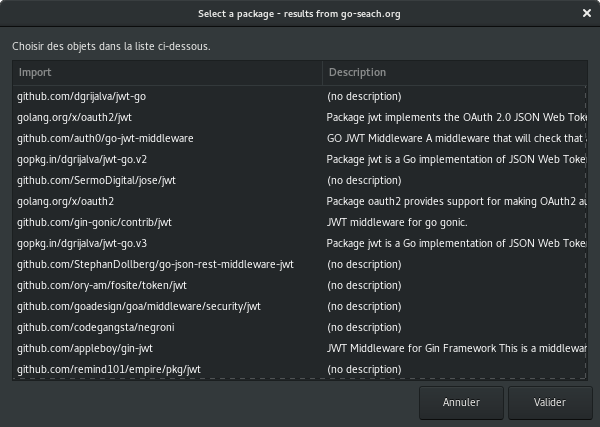 Select a package - results from go-seach.org
Choisir des objets dans la liste ci-dessous.
Import Description
github.com/dgrijalva/jwt-go (no description)
golang.org/x/oauth2/jwt Package jwt implements the OAuth 2.0 JSON Web
github.com/auth0/go-jwt-middleware GO JWT Middleware A middleware that will check that
gopkg.in/dgrijalva/jwt-go.v2 Package jwt is a Go implementation of JSON Web
github.com/SermoDigital/jose/jwt (no description)
golang.org/x/oauth2 Package oauth2 provides support for making OAuth2
github.com/gin-gonic/contrib/jwt JWT middleware for go gonic.
gopkg.in/dgrijalva/jwt-go.v3 Package jwt is a Go implementation of JSON Web
github.com/StephanDollberg/go-json-rest-middleware-jwt (no description)
github.com/ory-am/fosite/token/jwt (no description)
github.com/goadesign/goa/middleware/security/jwt (no description)
github.com/codegangsta/negroni (no description)
github.com/appleboy/gin-jwt JWT Middleware for Gin Framework This is a
github.com/remind101/empire/pkg/jwt (no description)
Annuler Valider